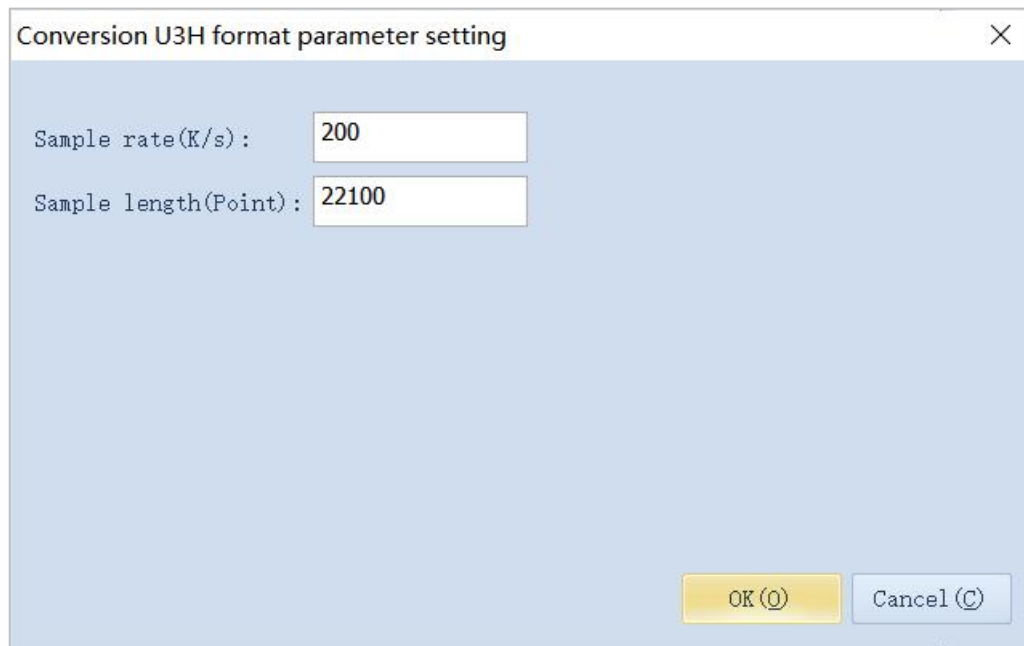 Conversion U3H format parameter setting
Sample rate(K/s): 200
Sample length(Point): 22100
OK(O) Cancel(C)